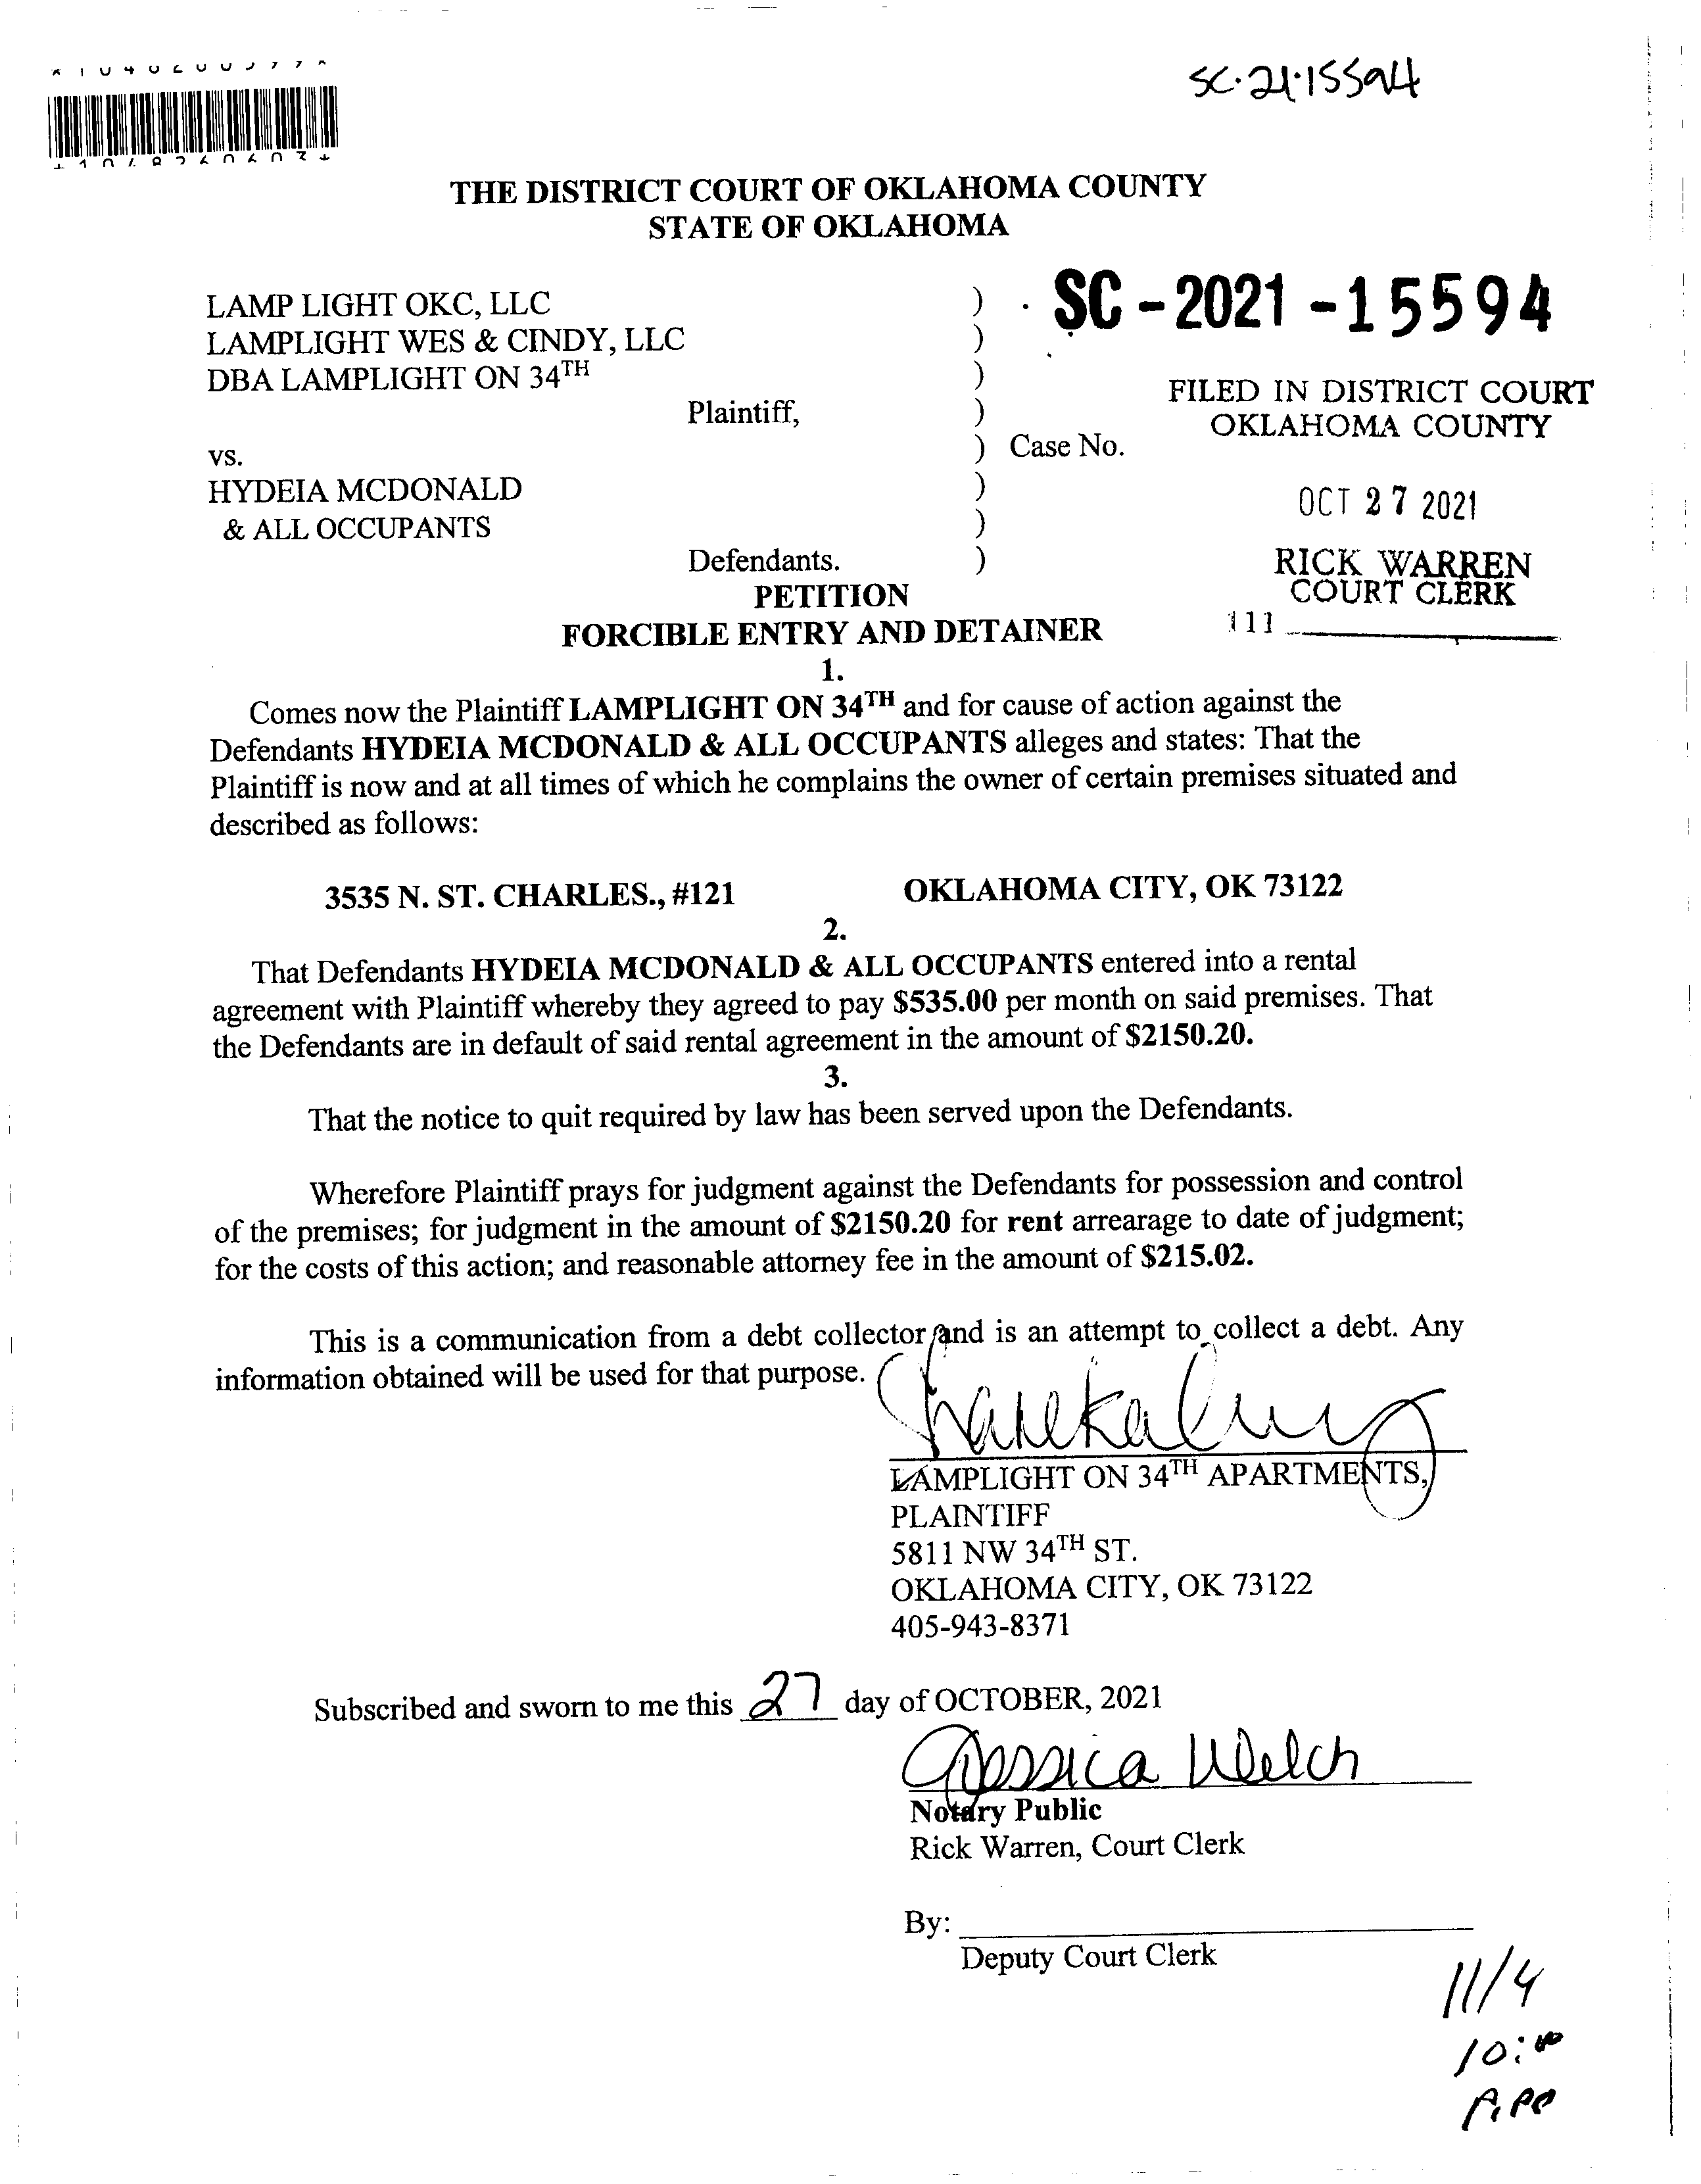 SC-21-15594
THE DISTRICT COURT OF OKLAHOMA COUNTY
STATE OF OKLAHOMA
LAMP LIGHT OKC, LLC )
LAMPLIGHT WES & CINDY, LLC )
DBA LAMPLIGHT ON 34TH )
Plaintiff, )
vs. ) Case No.
HYDEIA MCDONALD )
& ALL OCCUPANTS )
Defendants. )
SC-2021-15594
FILED IN DISTRICT COURT
OKLAHOMA COUNTY
OCT 27 2021
RICK WARREN
COURT CLERK
111
PETITION
FORCIBLE ENTRY AND DETAINER
1.
Comes now the Plaintiff LAMPLIGHT ON 34TH and for cause of action against the
Defendants HYDEIA MCDONALD & ALL OCCUPANTS alleges and states: That the
Plaintiff is now and at all times of which he complains the owner of certain premises situated and
described as follows:
3535 N. ST. CHARLES., #121 OKLAHOMA CITY, OK 73122
2.
That Defendants HYDEIA MCDONALD & ALL OCCUPANTS entered into a rental
agreement with Plaintiff whereby they agreed to pay $535.00 per month on said premises. That
the Defendants are in default of said rental agreement in the amount of $2150.20.
3.
That the notice to quit required by law has been served upon the Defendants.
Wherefore Plaintiff prays for judgment against the Defendants for possession and control
of the premises; for judgment in the amount of $2150.20 for rent arrearage to date of judgment;
for the costs of this action; and reasonable attorney fee in the amount of $215.02.
This is a communication from a debt collector and is an attempt to collect a debt. Any
information obtained will be used for that purpose.
LAMPLIGHT ON 34TH APARTMENTS,
PLAINTIFF
5811 NW 34TH ST.
OKLAHOMA CITY, OK 73122
405-943-8371
Subscribed and sworn to me this 27 day of OCTOBER, 2021
Jessica Welch
Notary Public
Rick Warren, Court Clerk
By:
Deputy Court Clerk
11/4
10:00